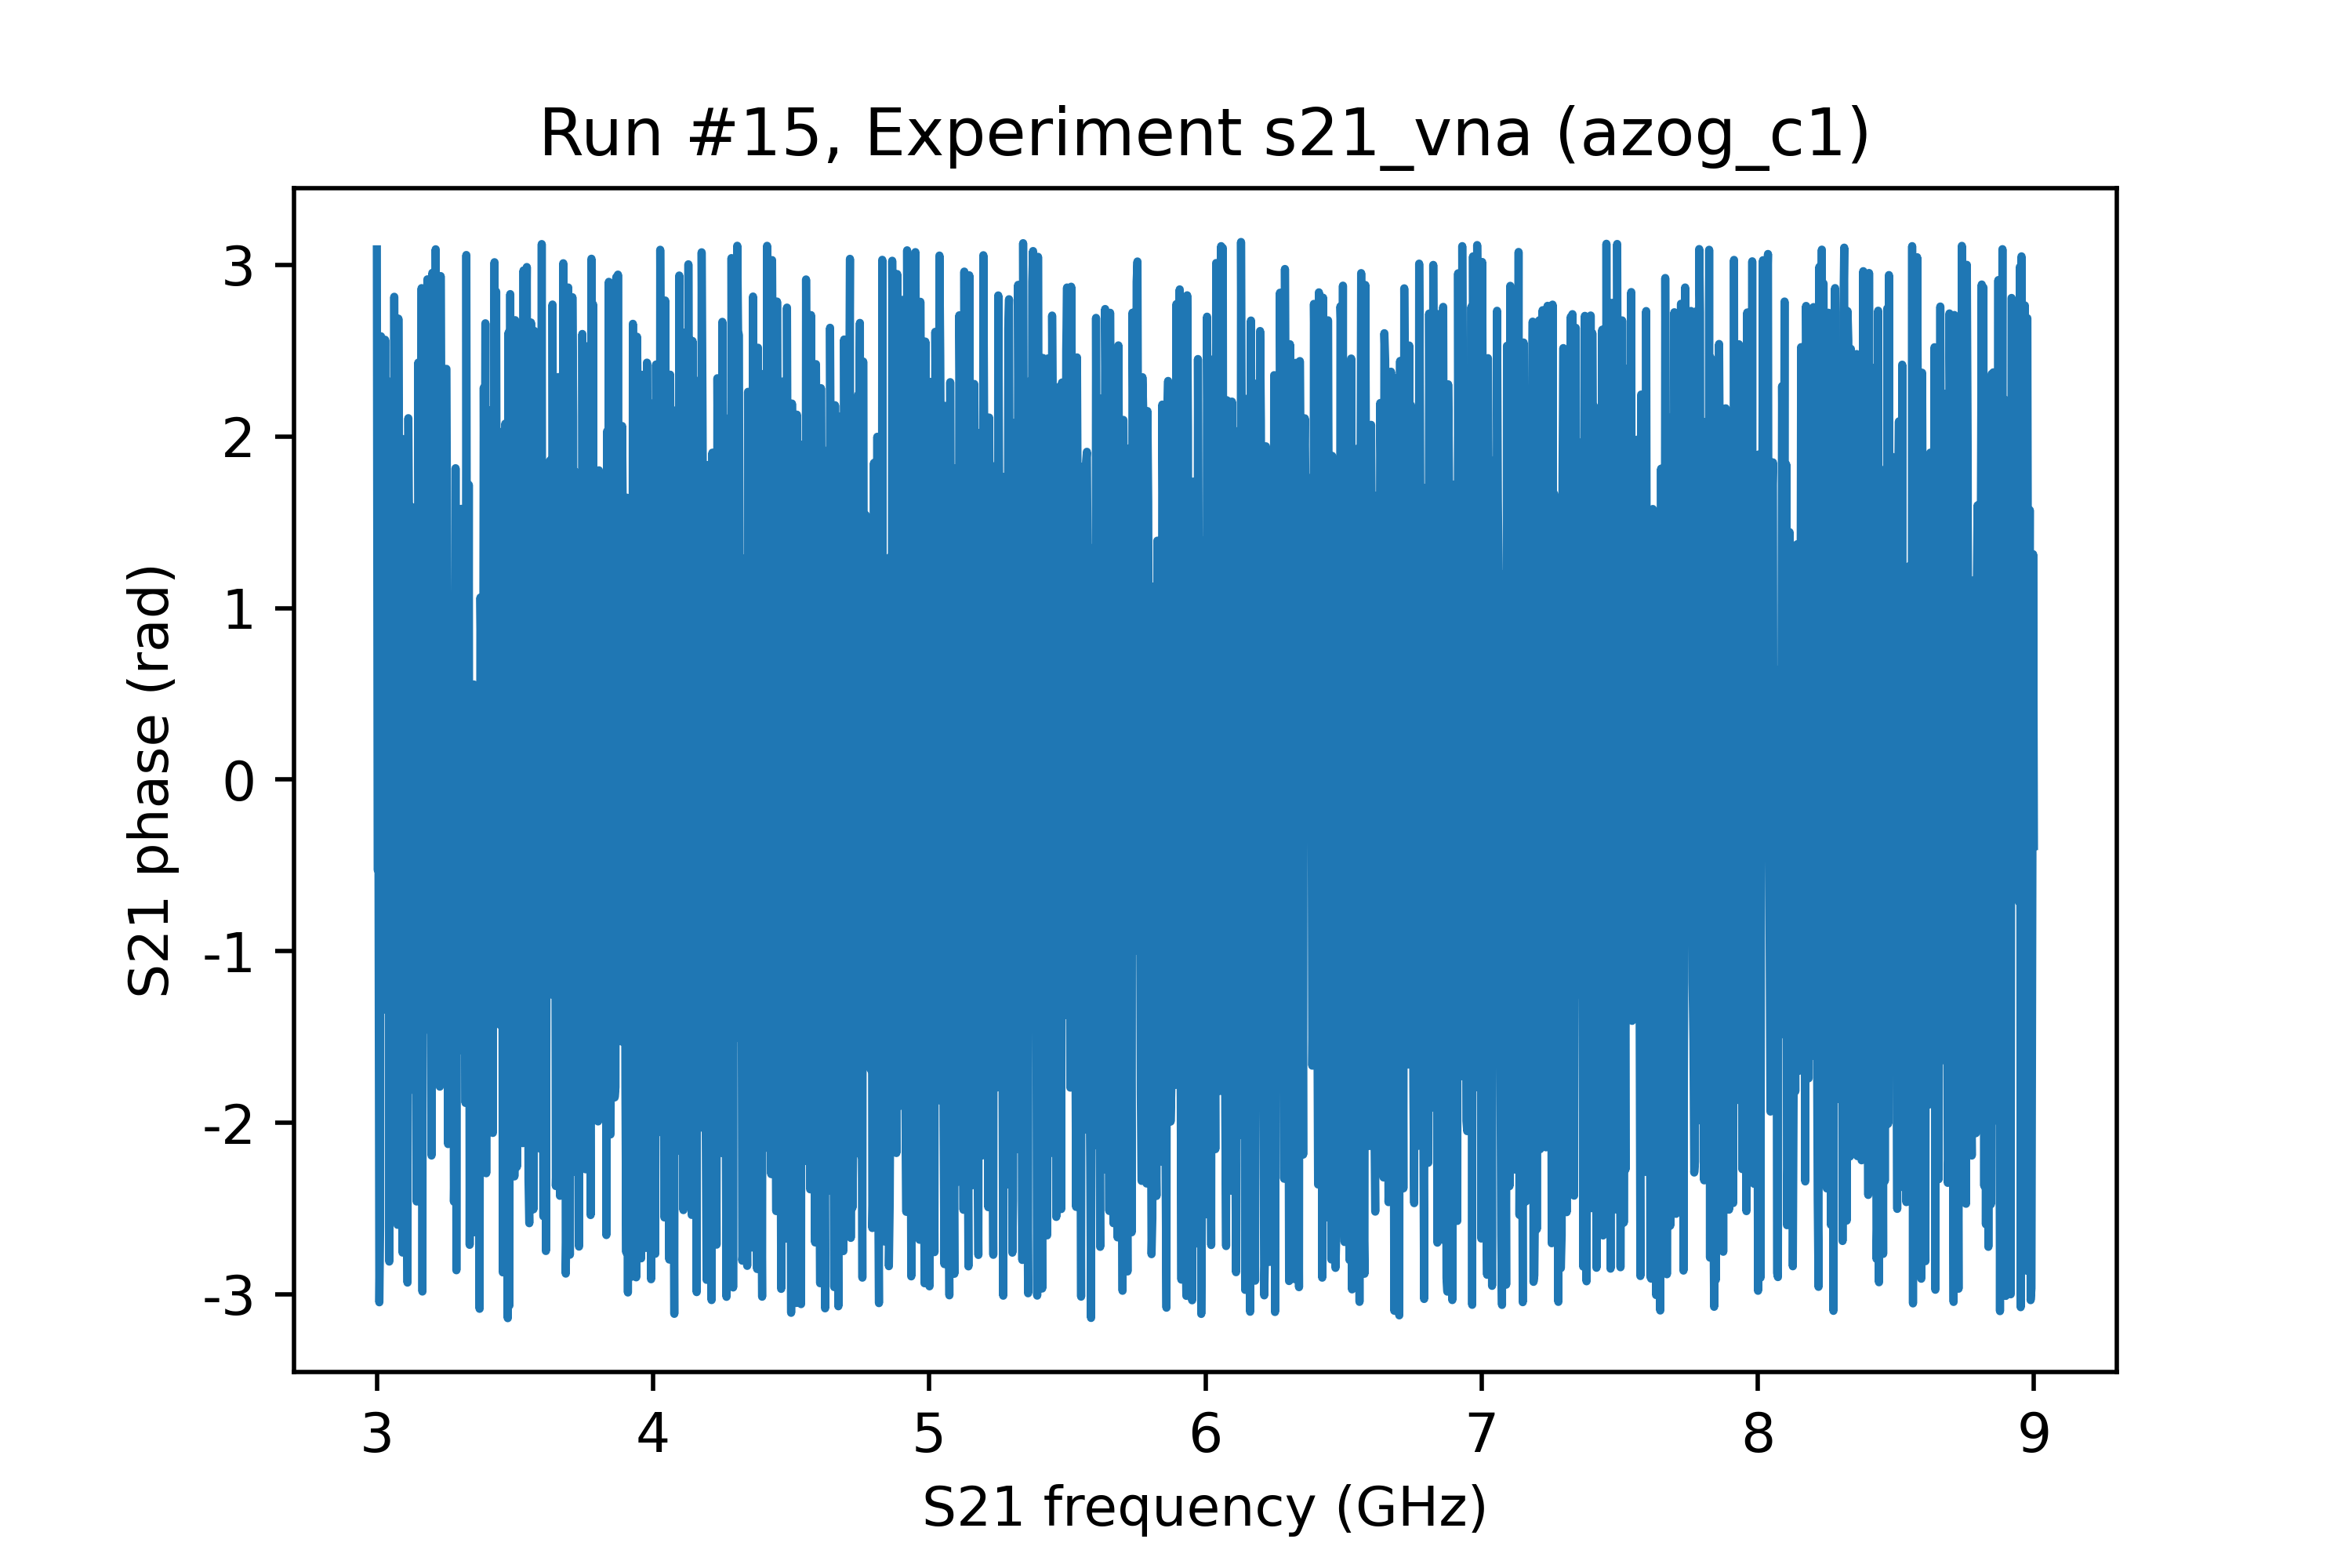 Run #15, Experiment s21_vna (azog_c1)
S21 phase (rad)
3
2
1
0
-1
-2
-3
3 4 5 6 7 8 9
S21 frequency (GHz)